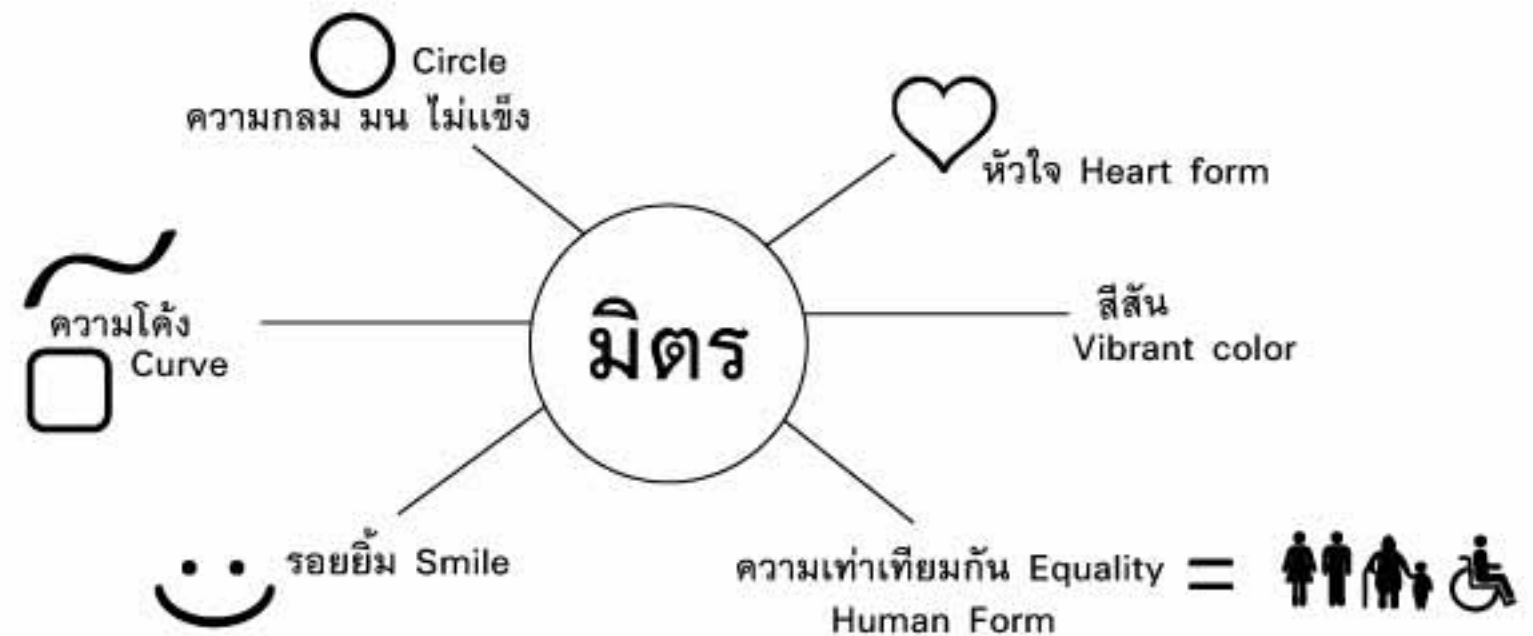 Circle
ความกลม มน ไม่แข็ง
หัวใจ Heart form
ความโค้ง
Curve
มิตร
สีสัน
Vibrant color
รอยยิ้ม Smile
ความเท่าเทียมกัน Equality =
Human Form